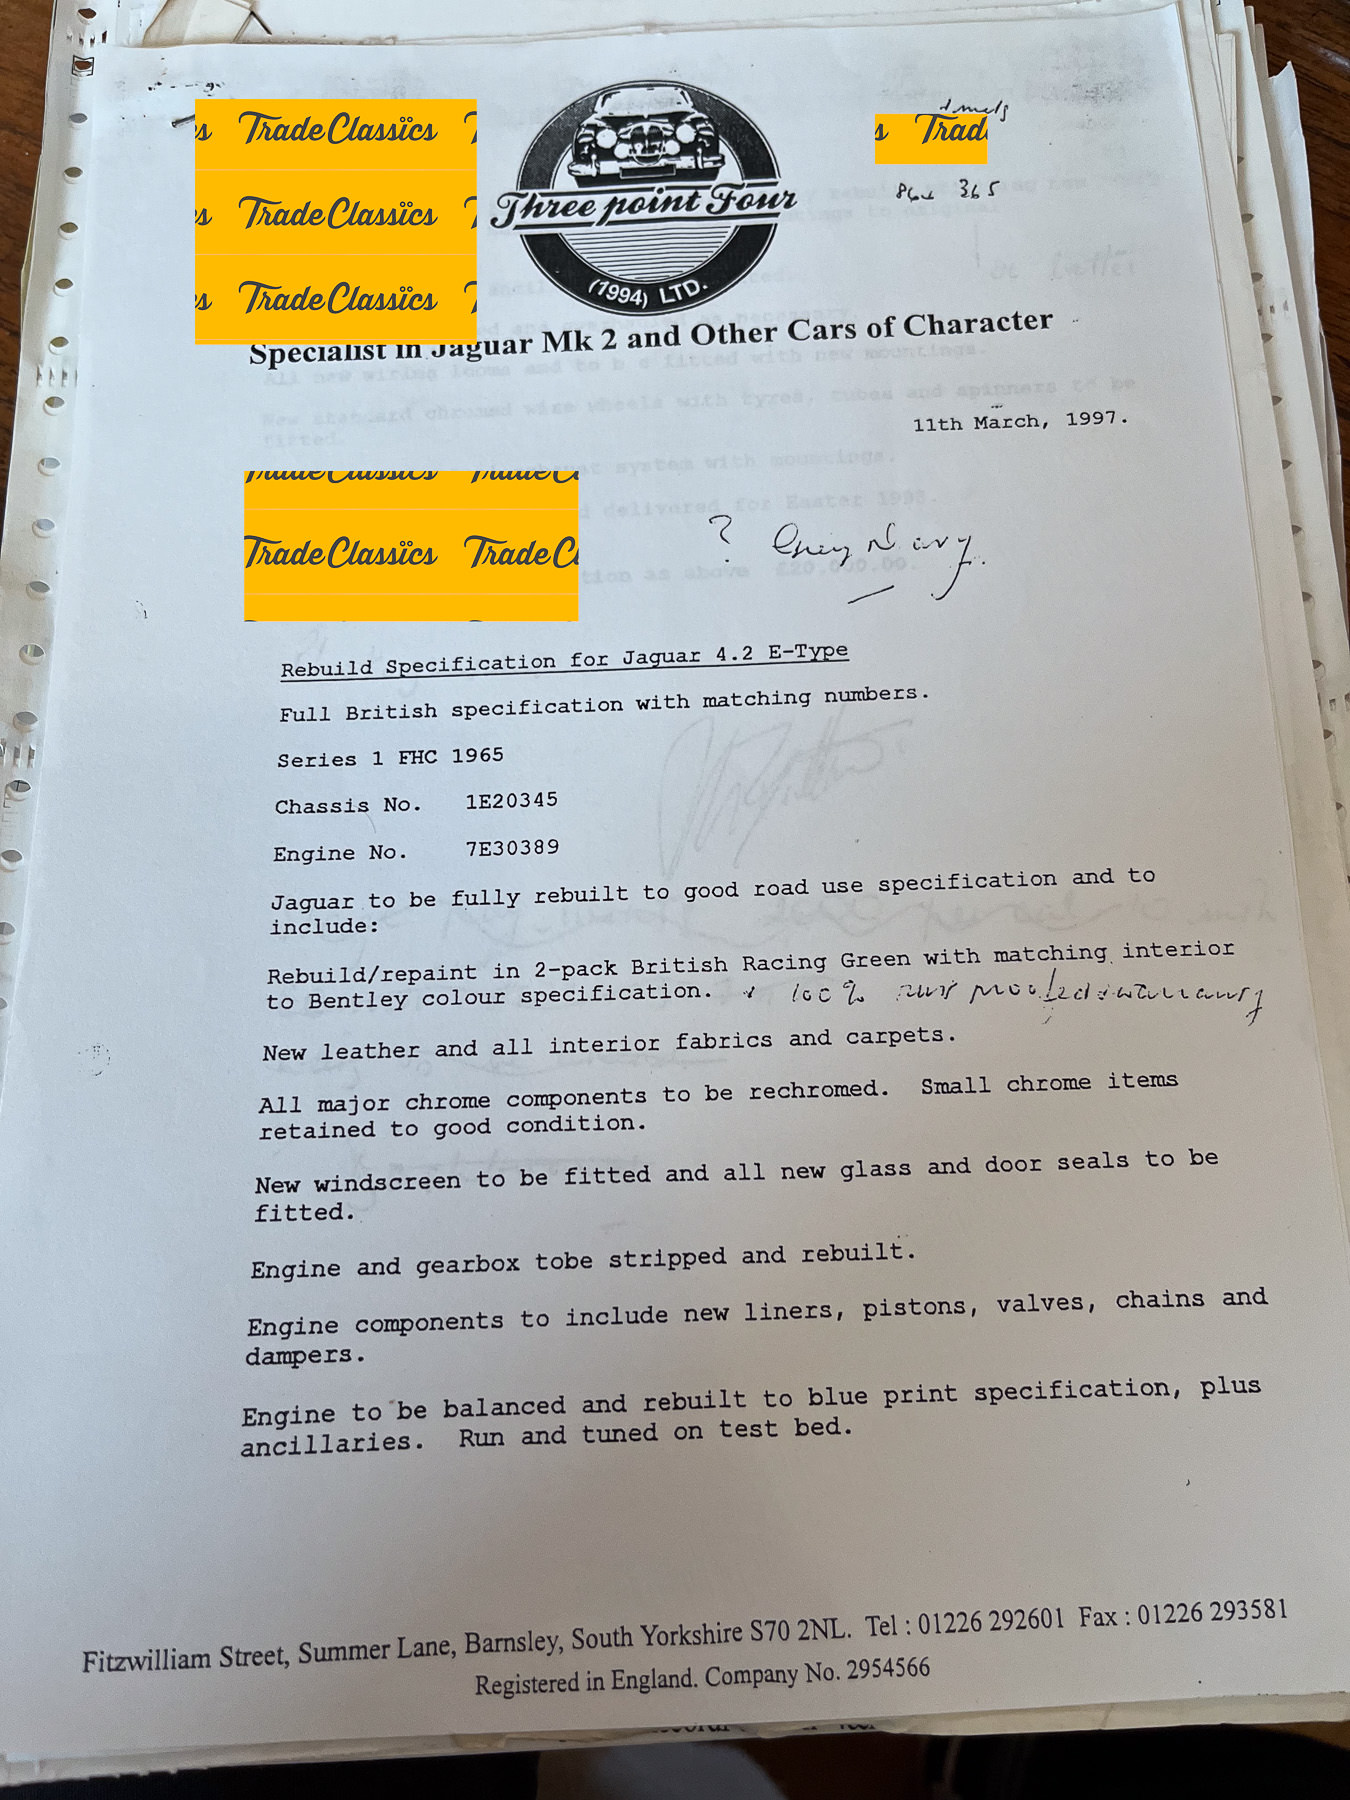 Trade Classics
Trade Classics
Trade Classics
Trad
365
Three point Four
(1994) LTD.
Specialist in Jaguar Mk 2 and Other Cars of Character
11th March, 1997.
Trade Classics Trade Cl
Trade Classics Trade Cl
?
Rebuild Specification for Jaguar 4.2 E-Type
Full British specification with matching numbers.
Series 1 FHC 1965
Chassis No. 1E20345
Engine No. 7E30389
Jaguar to be fully rebuilt to good road use specification and to
include:
Rebuild/repaint in 2-pack British Racing Green with matching interior
to Bentley colour specification. 100% rust proofed & warranty
New leather and all interior fabrics and carpets.
All major chrome components to be rechromed. Small chrome items
retained to good condition.
New windscreen to be fitted and all new glass and door seals to be
fitted.
Engine and gearbox tobe stripped and rebuilt.
Engine components to include new liners, pistons, valves, chains and
dampers.
Engine to be balanced and rebuilt to blue print specification, plus
ancillaries. Run and tuned on test bed.
Fitzwilliam Street, Summer Lane, Barnsley, South Yorkshire S70 2NL. Tel : 01226 292601 Fax : 01226 293581
Registered in England. Company No. 2954566